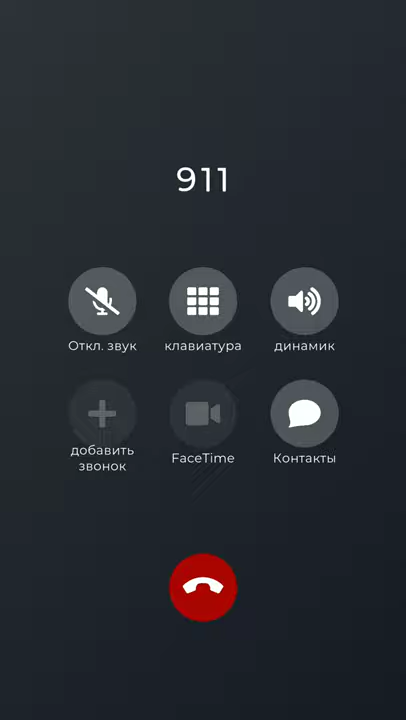 911
Откл. звук
клавиатура
динамик
добавить
звонок
FaceTime
Контакты